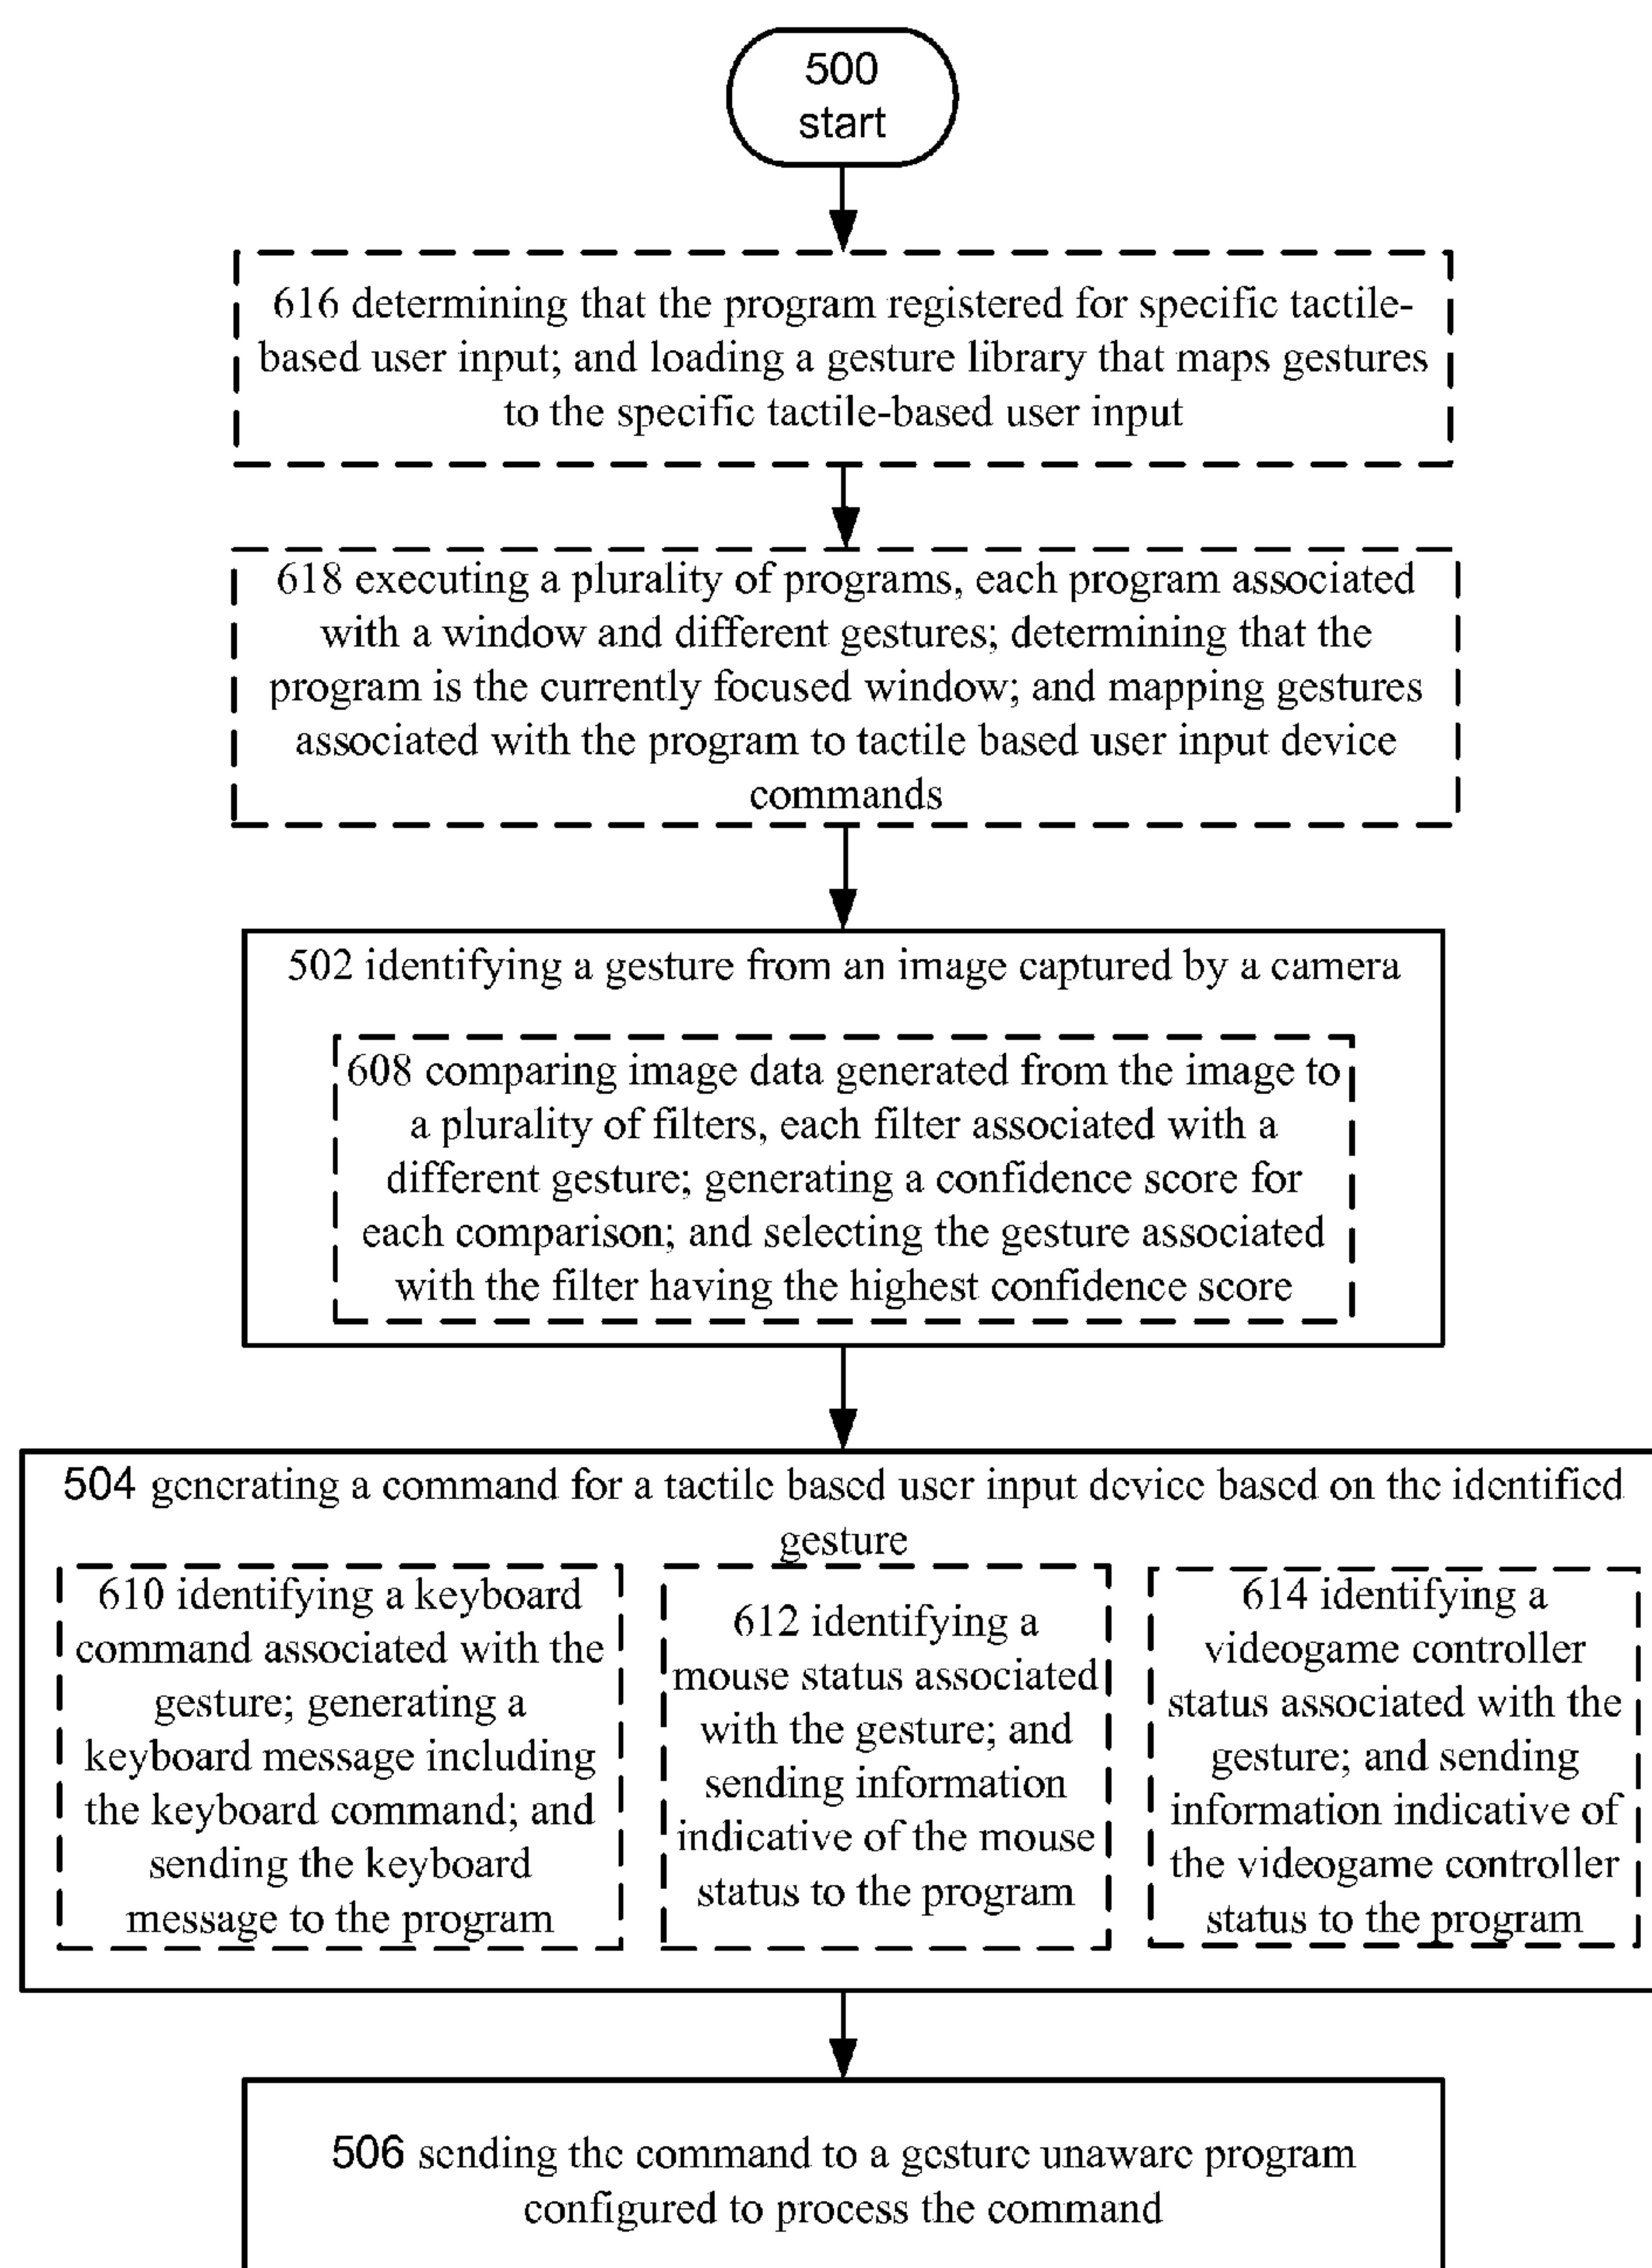 500
start
616 determining that the program registered for specific tactile-
based user input; and loading a gesture library that maps gestures
to the specific tactile-based user input
618 executing a plurality of programs, each program associated
with a window and different gestures; determining that the
program is the currently focused window; and mapping gestures
associated with the program to tactile based user input device
commands
502 identifying a gesture from an image captured by a camera
608 comparing image data generated from the image to
a plurality of filters, each filter associated with a
different gesture; generating a confidence score for
each comparison; and selecting the gesture associated
with the filter having the highest confidence score
504 generating a command for a tactile based user input device based on the identified
gesture
610 identifying a keyboard
command associated with the
gesture; generating a
keyboard message including
the keyboard command; and
sending the keyboard
message to the program
612 identifying a
mouse status associated
with the gesture; and
sending information
indicative of the mouse
status to the program
614 identifying a
videogame controller
status associated with the
gesture; and sending
information indicative of
the videogame controller
status to the program
506 sending the command to a gesture unaware program
configured to process the command